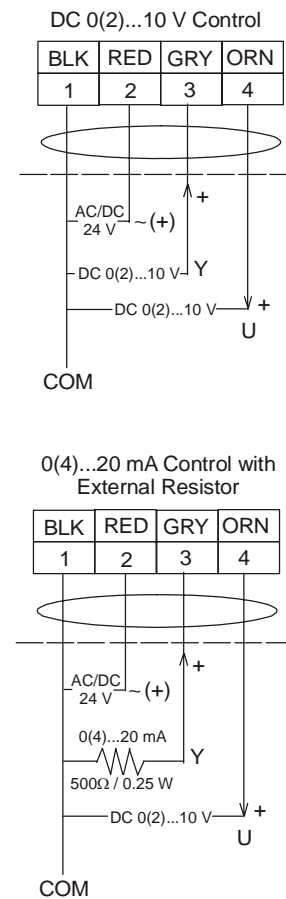 DC 0(2)...10 V Control
BLK RED GRY ORN
1 2 3 4
+
AC/DC
24 V ~ (+)
DC 0(2)...10 V Y
DC 0(2)...10 V +
U
COM
0(4)...20 mA Control with
External Resistor
BLK RED GRY ORN
1 2 3 4
+
AC/DC
24 V ~ (+)
0(4)...20 mA
Y
500Ω / 0.25 W
DC 0(2)...10 V +
U
COM